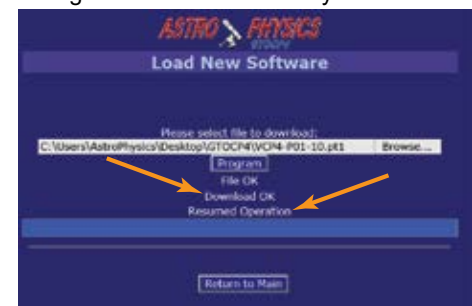 ASTRO PHYSICS
GTOCP4
Load New Software
Please select file to download:
C:\Users\AstroPhysics\Desktop\GTOCP4\VCP4-P01-10.pt1 Browse...
Program
File OK
Download OK
Resumed Operation
Return to Main